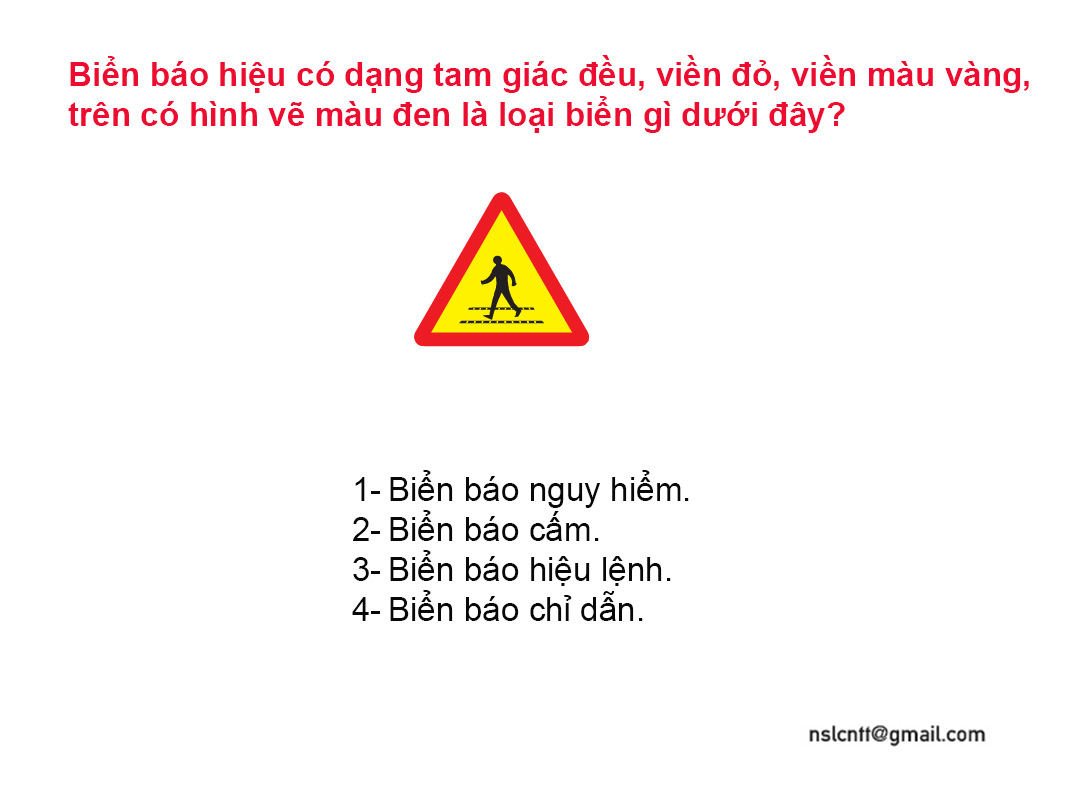 Biển báo hiệu có dạng tam giác đều, viền đỏ, viền màu vàng,
trên có hình vẽ màu đen là loại biển gì dưới đây?
1- Biển báo nguy hiểm.
2- Biển báo cấm.
3- Biển báo hiệu lệnh.
4- Biển báo chỉ dẫn.
nslcntt@gmail.com